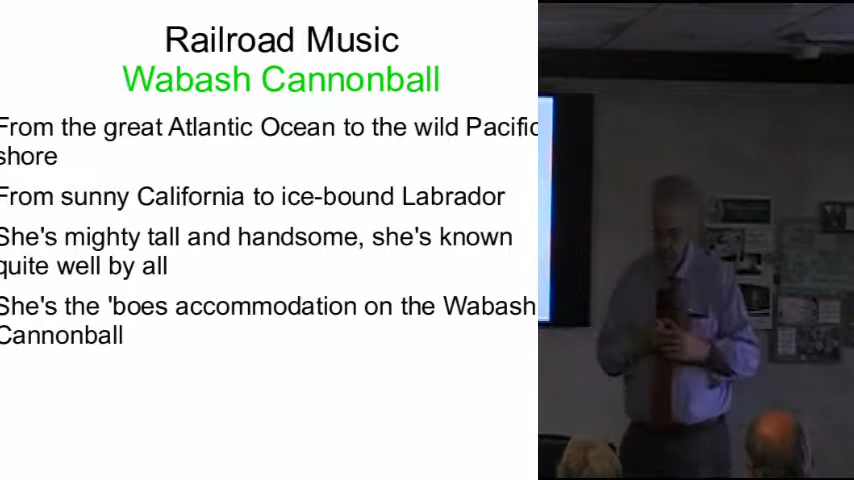 Railroad Music
Wabash Cannonball
From the great Atlantic Ocean to the wild Pacific
shore
From sunny California to ice-bound Labrador
She's mighty tall and handsome, she's known
quite well by all
She's the 'boes accommodation on the Wabash
Cannonball